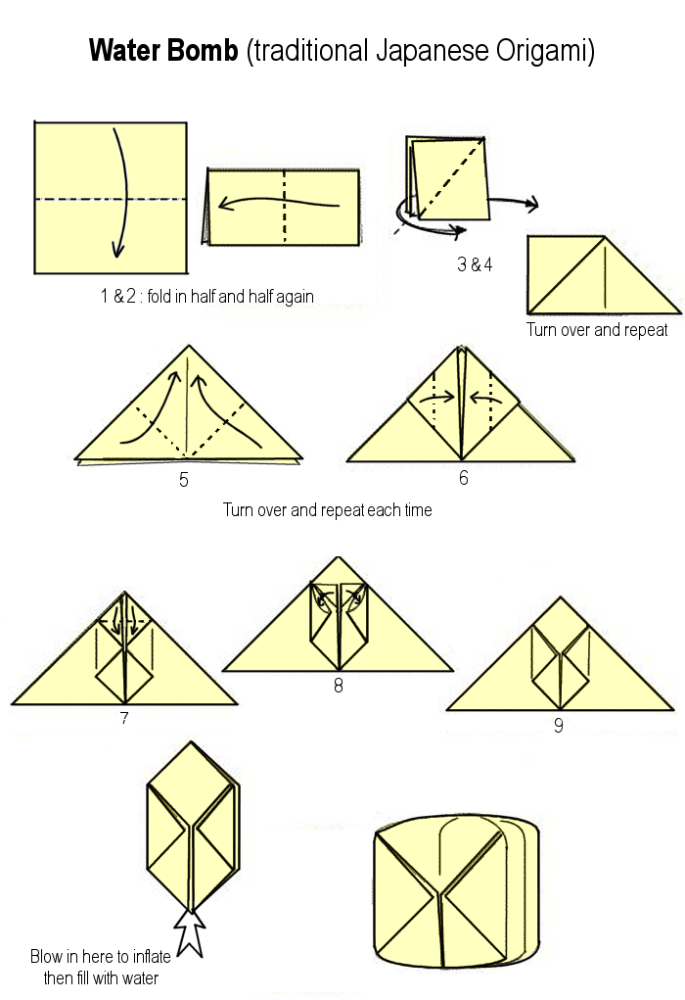 Water Bomb (traditional Japanese Origami)
1 & 2 : fold in half and half again
3 & 4
Turn over and repeat
5
6
Turn over and repeat each time
7
8
9
Blow in here to inflate
then fill with water